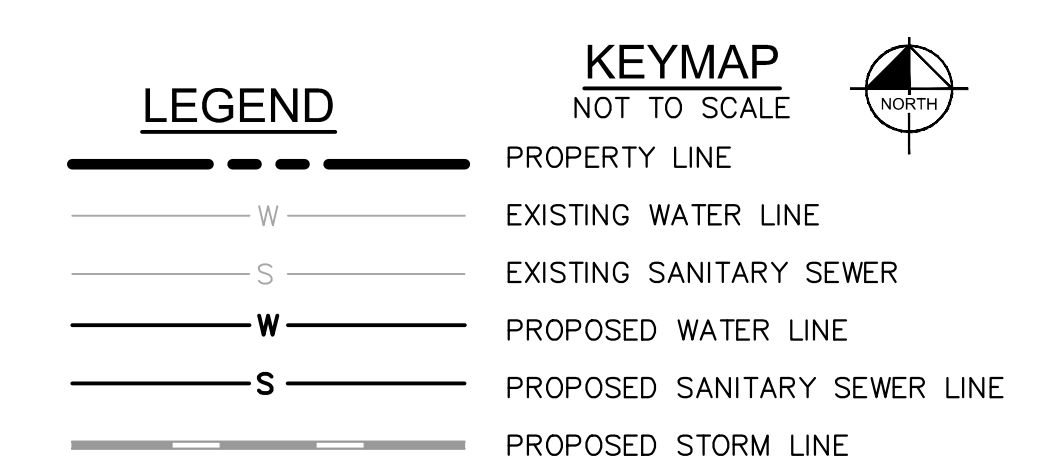 KEYMAP
NOT TO SCALE
NORTH
LEGEND
PROPERTY LINE
W EXISTING WATER LINE
S EXISTING SANITARY SEWER
W PROPOSED WATER LINE
S PROPOSED SANITARY SEWER LINE
PROPOSED STORM LINE